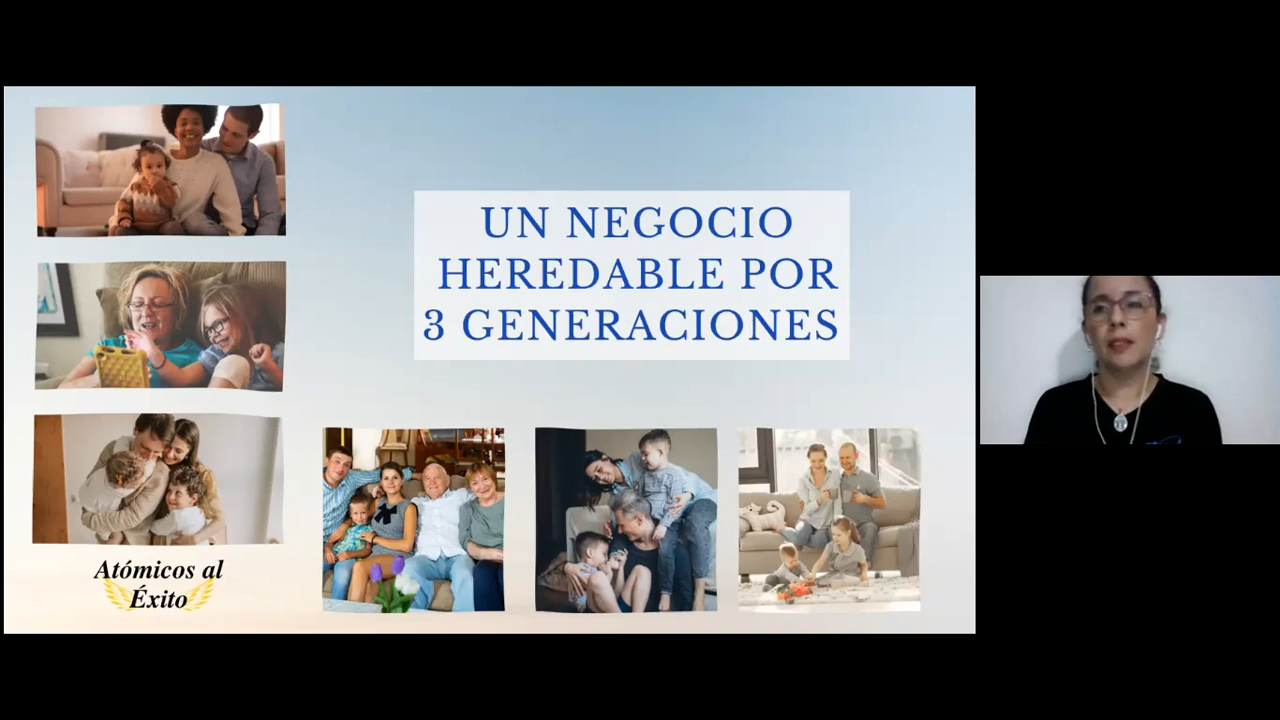 UN NEGOCIO
HEREDABLE POR
3 GENERACIONES
Atómicos al
Éxito